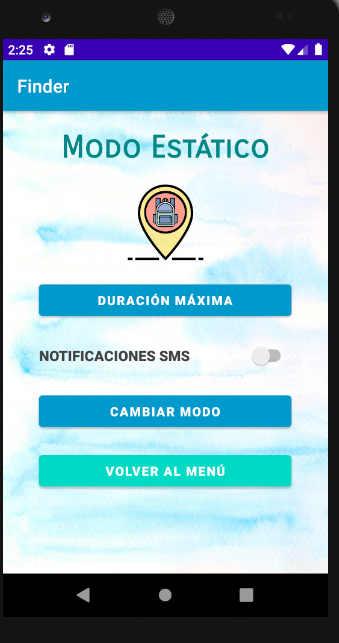 2:25
Finder
MODO ESTÁTICO
DURACIÓN MÁXIMA
NOTIFICACIONES SMS
CAMBIAR MODO
VOLVER AL MENÚ